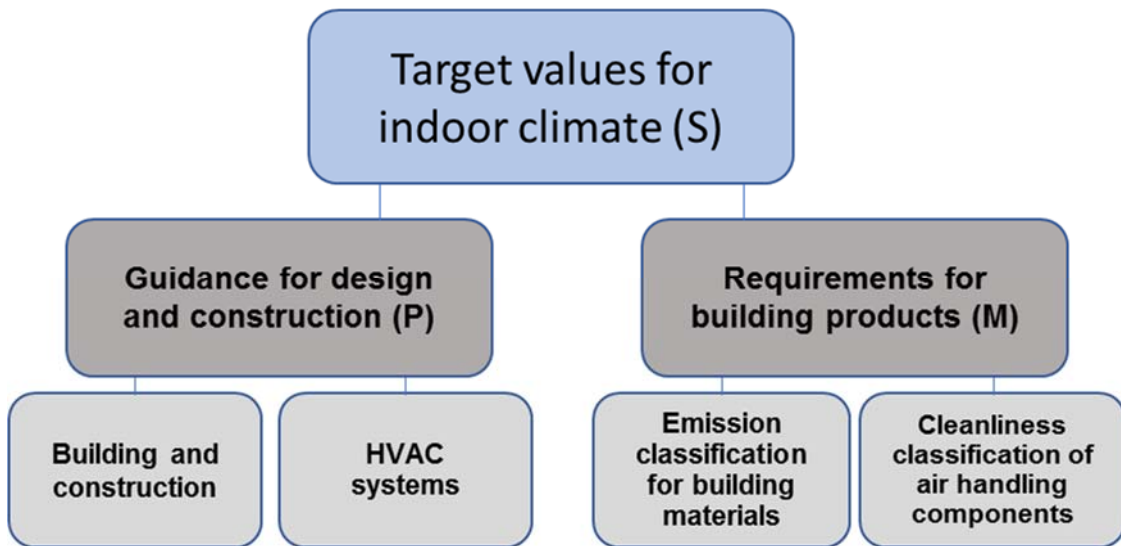 Target values for
indoor climate (S)
Guidance for design
and construction (P)
Requirements for
building products (M)
Building and
construction
HVAC
systems
Emission
classification
for building
materials
Cleanliness
classification of
air handling
components